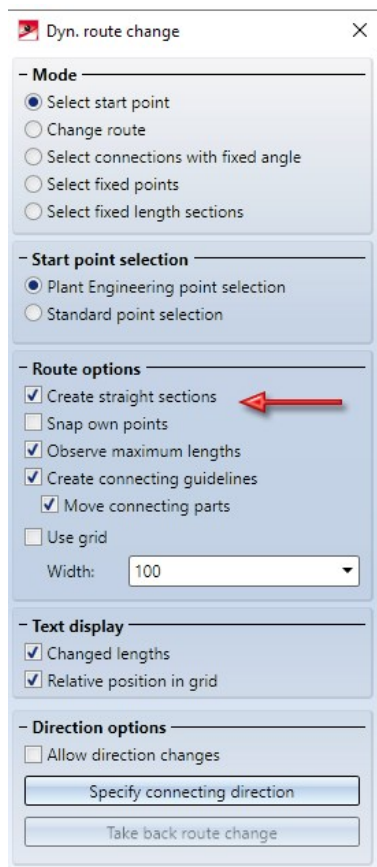 Dyn. route change
Mode
Select start point
Change route
Select connections with fixed angle
Select fixed points
Select fixed length sections
Start point selection
Plant Engineering point selection
Standard point selection
Route options
Create straight sections
Snap own points
Observe maximum lengths
Create connecting guidelines
Move connecting parts
Use grid
Width: 100
Text display
Changed lengths
Relative position in grid
Direction options
Allow direction changes
Specify connecting direction
Take back route change